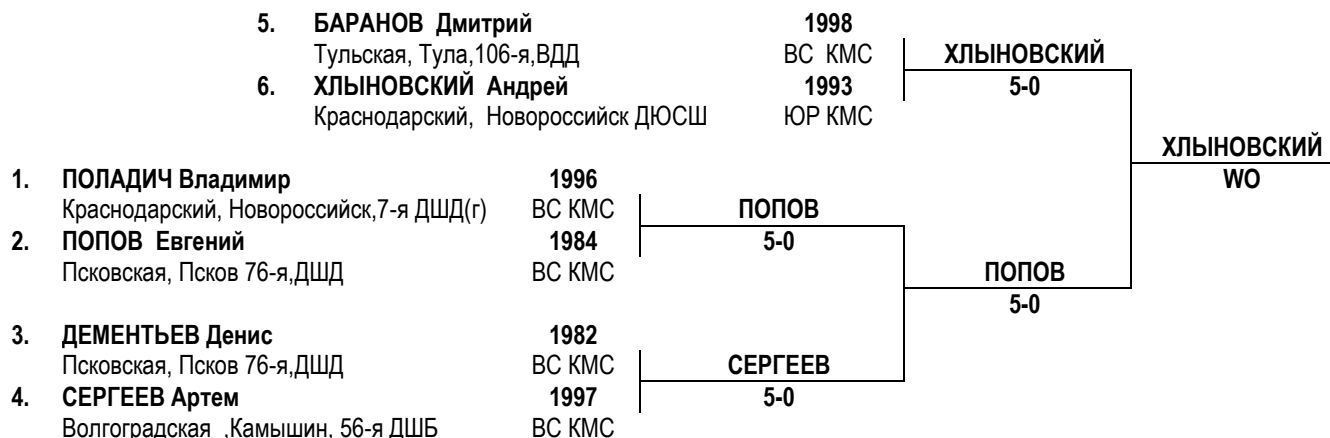 5. БАРАНОВ Дмитрий 1998
Тульская, Тула,106-я,ВДД ВС КМС ХЛЫНОВСКИЙ
6. ХЛЫНОВСКИЙ Андрей 1993 5-0
Краснодарский, Новороссийск ДЮСШ ЮР КМС
ХЛЫНОВСКИЙ
1. ПОЛАДИЧ Владимир 1996 WO
Краснодарский, Новороссийск,7-я ДШД(г) ВС КМС ПОПОВ
2. ПОПОВ Евгений 1984 5-0
Псковская, Псков 76-я,ДШД ВС КМС ПОПОВ
5-0
3. ДЕМЕНТЬЕВ Денис 1982
Псковская, Псков 76-я,ДШД ВС КМС СЕРГЕЕВ
4. СЕРГЕЕВ Артем 1997 5-0
Волгоградская ,Камышин, 56-я ДШБ ВС КМС